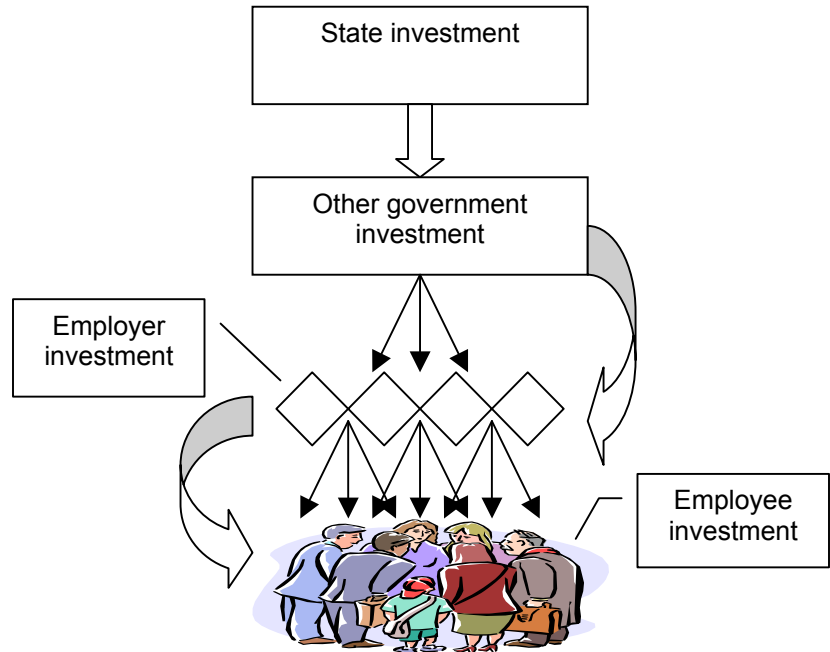 State investment
Other government
investment
Employer
investment
Employee
investment